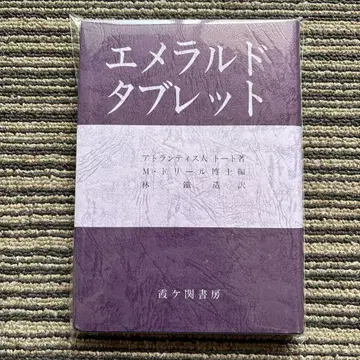 エメラルド
タブレット
アトランティス人 トート著
M・ドリール博士編
林 鐵造 訳
霞ケ関書房